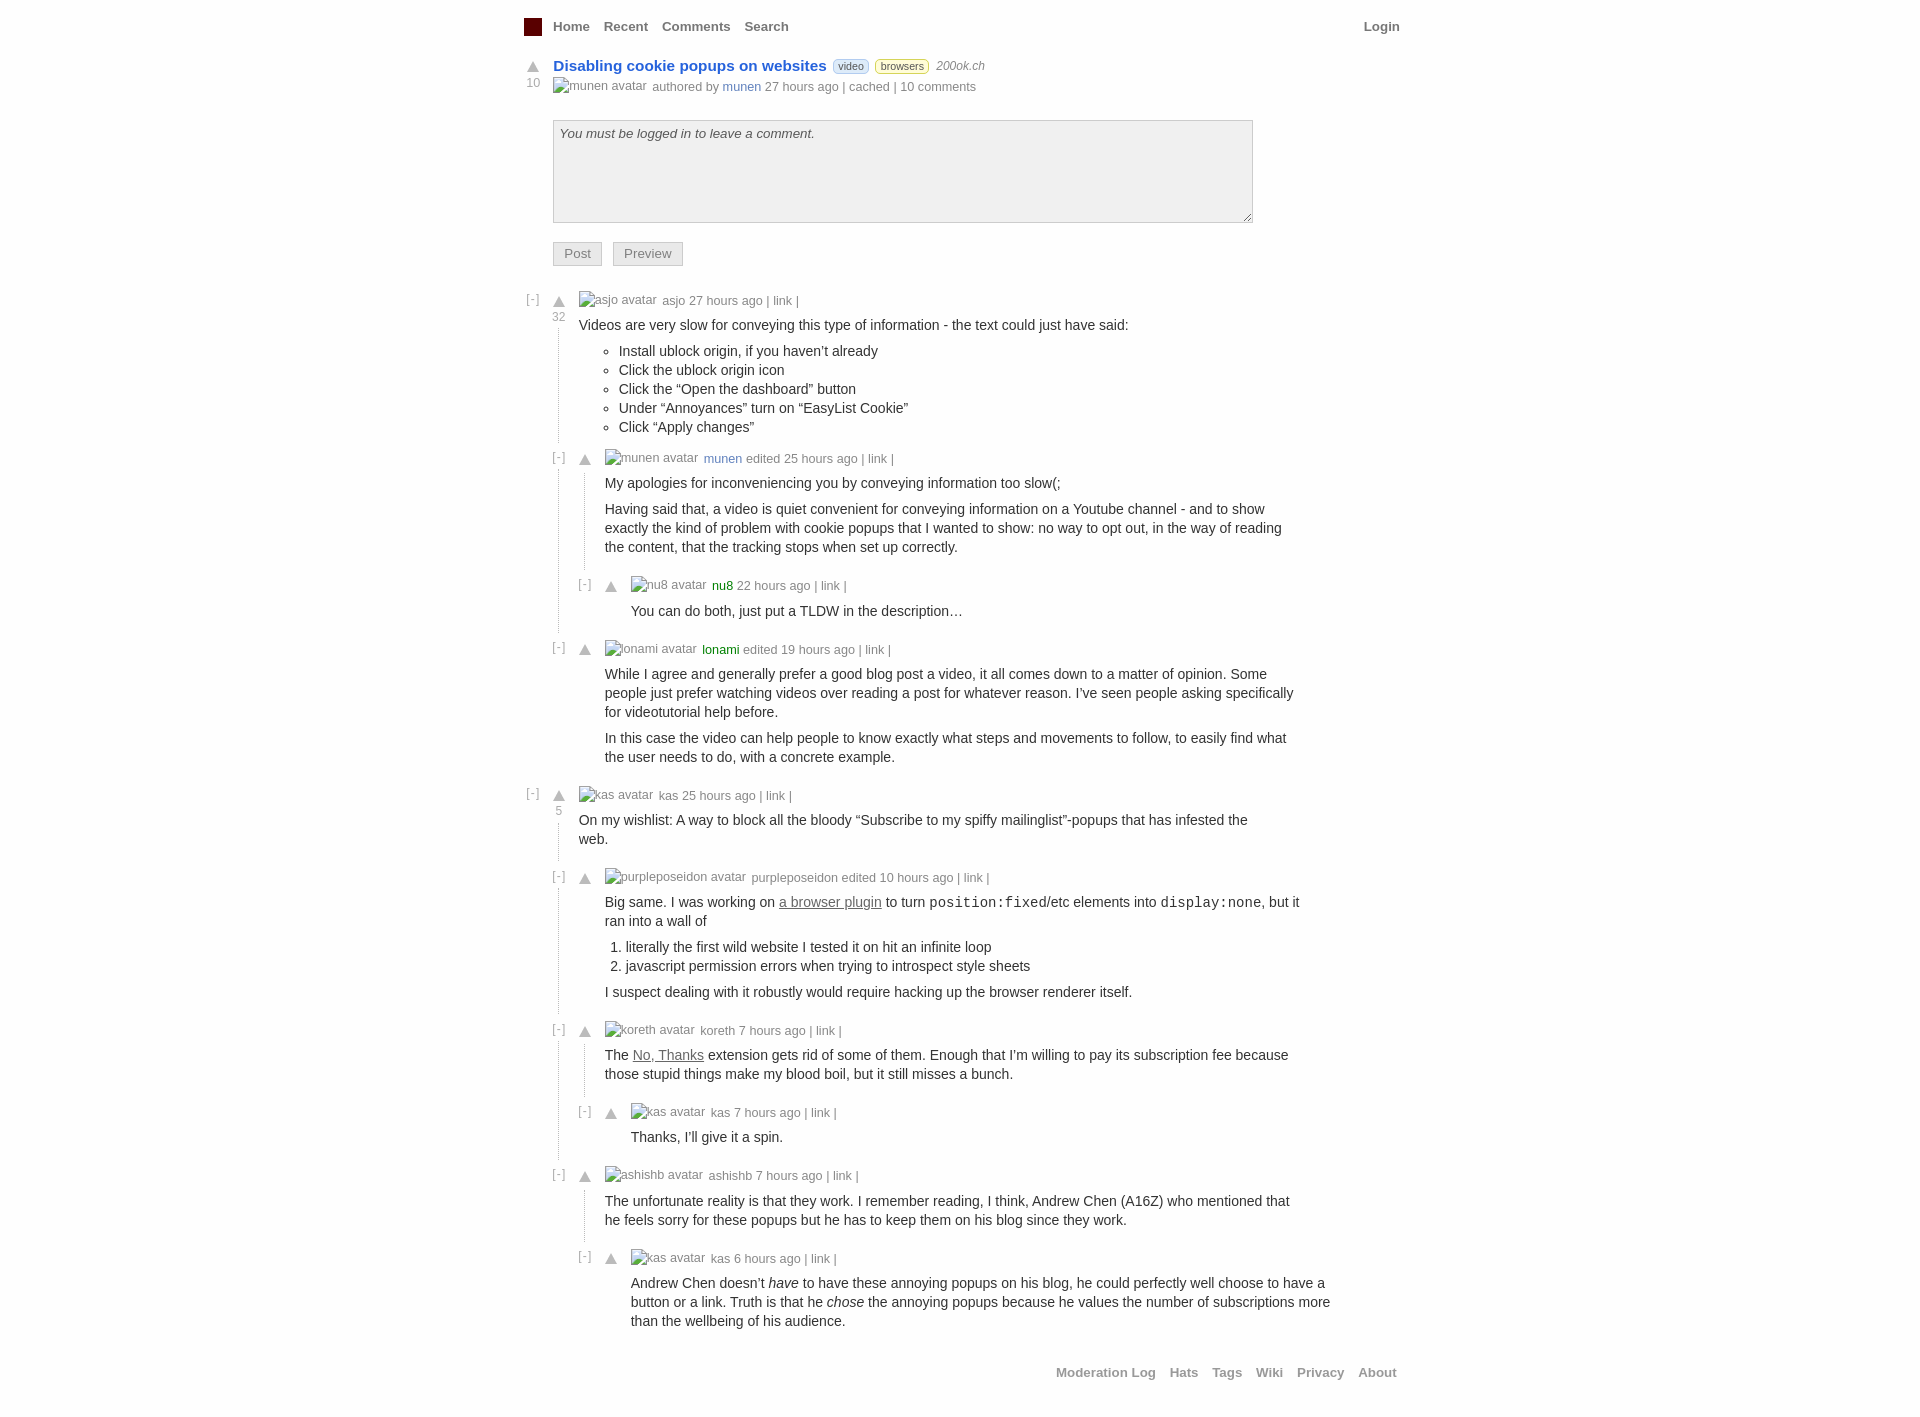 Home Recent Comments Search Login
Disabling cookie popups on websites video browsers 200ok.ch
10 munen avatar authored by munen 27 hours ago | cached | 10 comments
You must be logged in to leave a comment.
Post Preview
[-] asjo avatar asjo 27 hours ago | link |
32
Videos are very slow for conveying this type of information - the text could just have said:
Install ublock origin, if you haven’t already
Click the ublock origin icon
Click the “Open the dashboard” button
Under “Annoyances” turn on “EasyList Cookie”
Click “Apply changes”
[-] munen avatar munen edited 25 hours ago | link |
My apologies for inconveniencing you by conveying information too slow(;
Having said that, a video is quiet convenient for conveying information on a Youtube channel - and to show
exactly the kind of problem with cookie popups that I wanted to show: no way to opt out, in the way of reading
the content, that the tracking stops when set up correctly.
[-] nu8 avatar nu8 22 hours ago | link |
You can do both, just put a TLDW in the description…
[-] lonami avatar lonami edited 19 hours ago | link |
While I agree and generally prefer a good blog post a video, it all comes down to a matter of opinion. Some
people just prefer watching videos over reading a post for whatever reason. I’ve seen people asking specifically
for videotutorial help before.
In this case the video can help people to know exactly what steps and movements to follow, to easily find what
the user needs to do, with a concrete example.
[-] kas avatar kas 25 hours ago | link |
5
On my wishlist: A way to block all the bloody “Subscribe to my spiffy mailinglist”-popups that has infested the
web.
[-] purpleposeidon avatar purpleposeidon edited 10 hours ago | link |
Big same. I was working on a browser plugin to turn position:fixed/etc elements into display:none, but it
ran into a wall of
1. literally the first wild website I tested it on hit an infinite loop
2. javascript permission errors when trying to introspect style sheets
I suspect dealing with it robustly would require hacking up the browser renderer itself.
[-] koreth avatar koreth 7 hours ago | link |
The No, Thanks extension gets rid of some of them. Enough that I’m willing to pay its subscription fee because
those stupid things make my blood boil, but it still misses a bunch.
[-] kas avatar kas 7 hours ago | link |
Thanks, I’ll give it a spin.
[-] ashishb avatar ashishb 7 hours ago | link |
The unfortunate reality is that they work. I remember reading, I think, Andrew Chen (A16Z) who mentioned that
he feels sorry for these popups but he has to keep them on his blog since they work.
[-] kas avatar kas 6 hours ago | link |
Andrew Chen doesn’t have to have these annoying popups on his blog, he could perfectly well choose to have a
button or a link. Truth is that he chose the annoying popups because he values the number of subscriptions more
than the wellbeing of his audience.
Moderation Log Hats Tags Wiki Privacy About